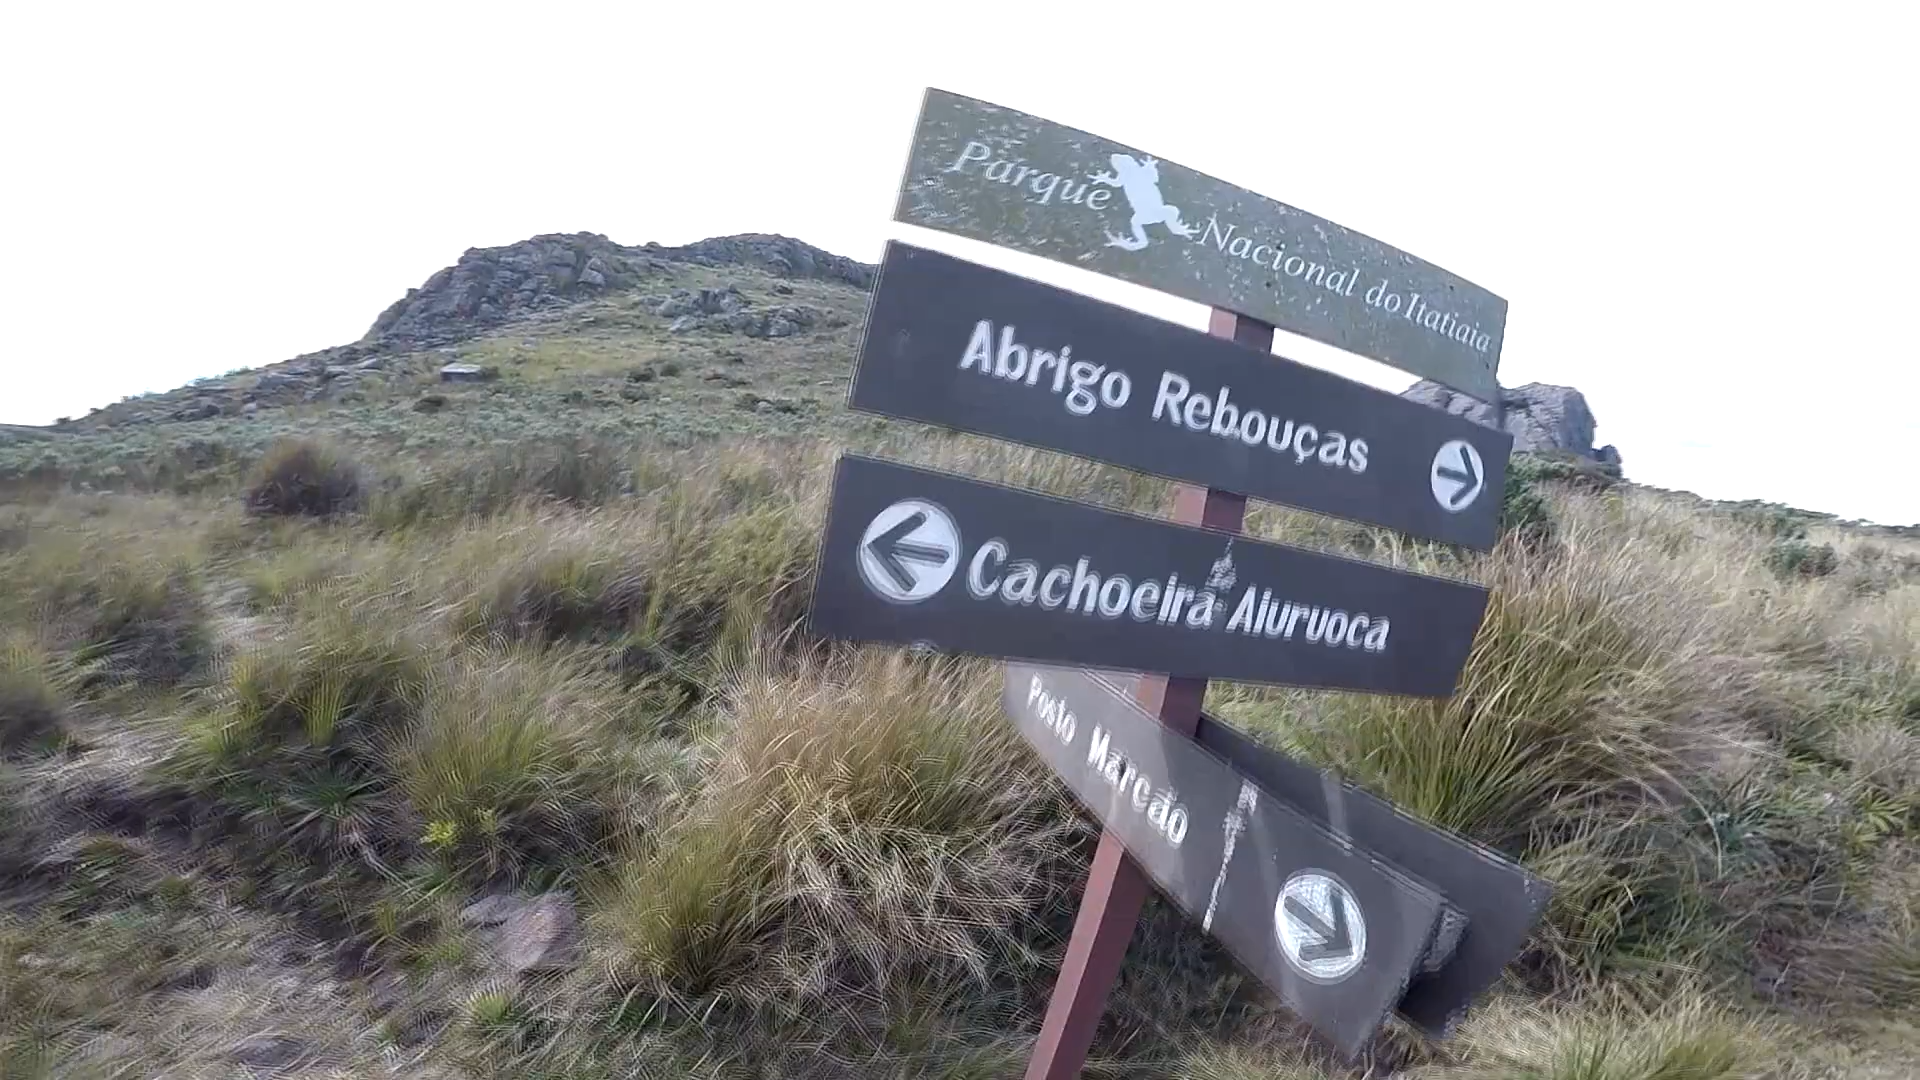 Parque Nacional do Itatiaia
Abrigo Rebouças
Cachoeira Aiuruoca
Posto Marcão